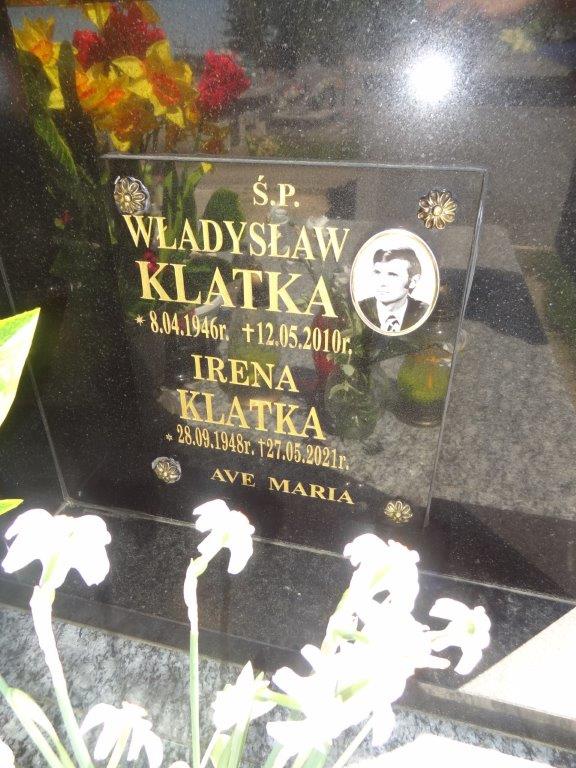 Ś.P.
WŁADYSŁAW
KLATKA
* 8.04.1946r. †12.05.2010r.
IRENA
KLATKA
* 28.09.1948r. †27.05.2021r.
AVE MARIA